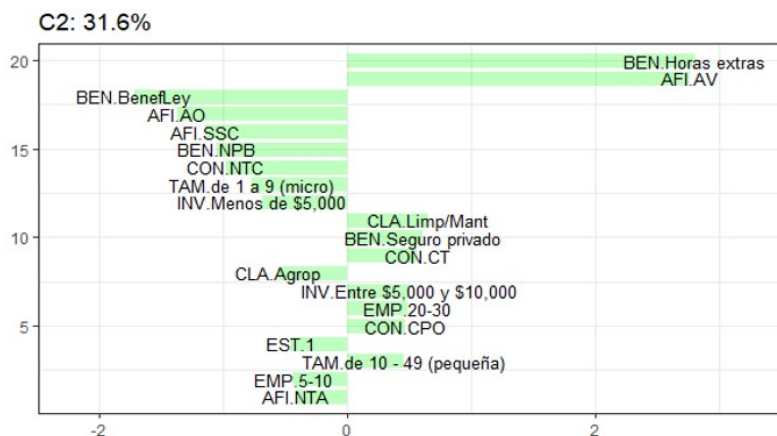 C2: 31.6%
20
BEN.Horas extras
AFI.AV
BEN.BenefLey
AFI.AO
AFI.SSC
15
BEN.NPB
CON.NTC
TAM.de 1 a 9 (micro)
INV.Menos de $5,000
CLA.Limp/Mant
10
BEN.Seguro privado
CON.CT
CLA.Agrop
INV.Entre $5,000 y $10,000
EMP.20-30
5
CON.CPO
EST.1
TAM.de 10 - 49 (pequeña)
EMP.5-10
AFI.NTA
-2
0
2